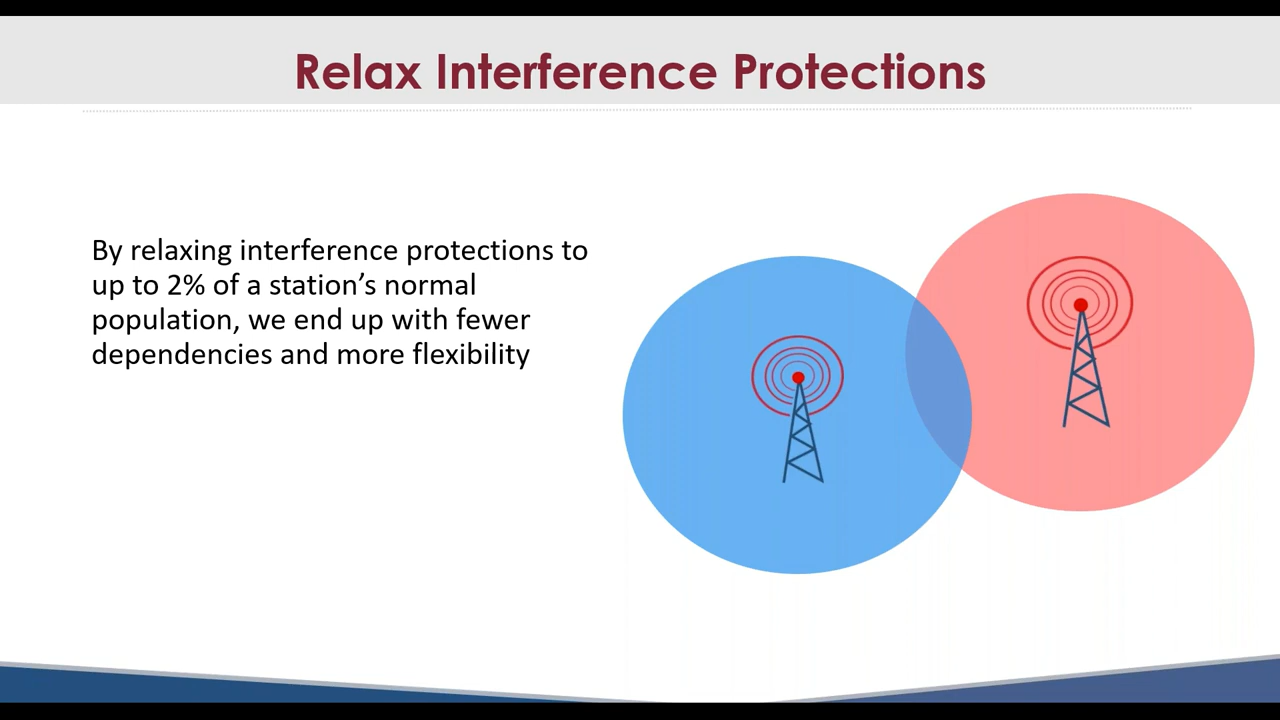 Relax Interference Protections
By relaxing interference protections to
up to 2% of a station’s normal
population, we end up with fewer
dependencies and more flexibility